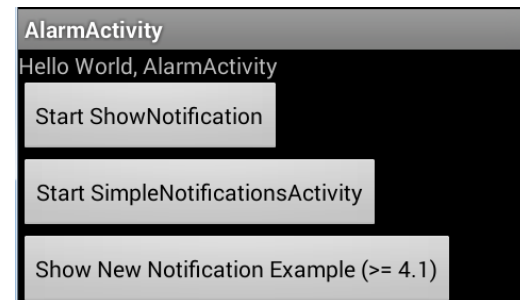 AlarmActivity
Hello World, AlarmActivity
Start ShowNotification
Start SimpleNotificationsActivity
Show New Notification Example (>= 4.1)